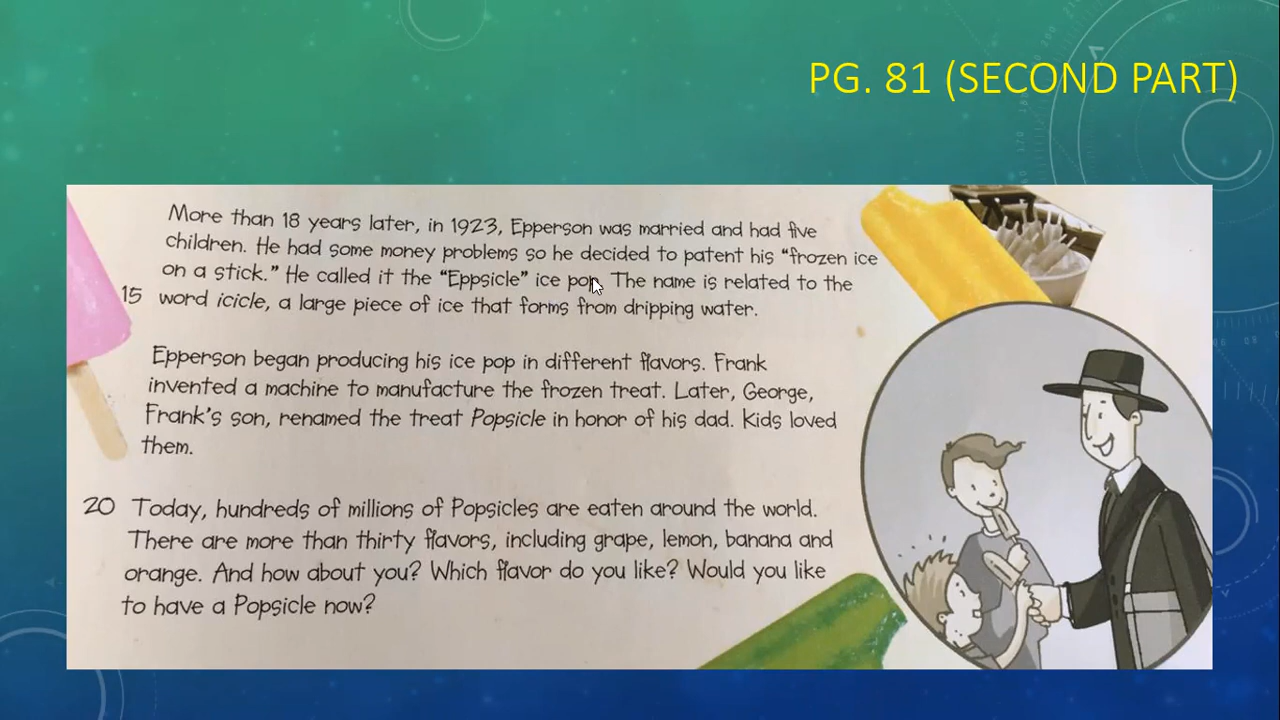 PG. 81 (SECOND PART)
More than 18 years later, in 1923, Epperson was married and had five
children. He had some money problems so he decided to patent his “frozen ice
on a stick.” He called it the “Eppsicle” ice pop. The name is related to the
15 word icicle, a large piece of ice that forms from dripping water.
Epperson began producing his ice pop in different flavors. Frank
invented a machine to manufacture the frozen treat. Later, George,
Frank’s son, renamed the treat Popsicle in honor of his dad. Kids loved
them.
20 Today, hundreds of millions of Popsicles are eaten around the world.
There are more than thirty flavors, including grape, lemon, banana and
orange. And how about you? Which flavor do you like? Would you like
to have a Popsicle now?